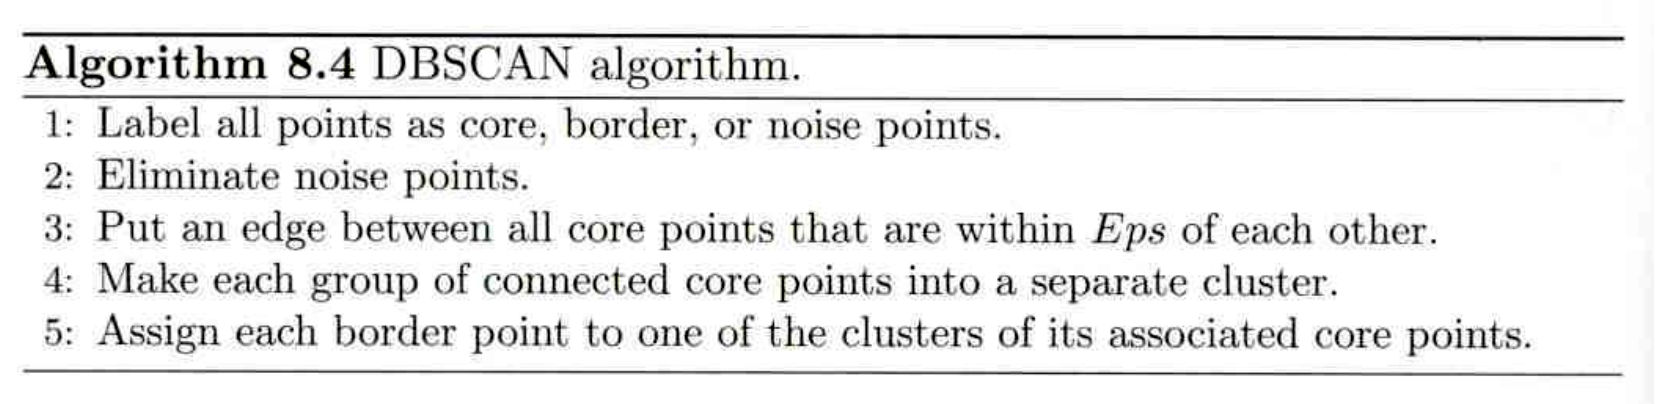 Algorithm 8.4 DBSCAN algorithm.
1: Label all points as core, border, or noise points.
2: Eliminate noise points.
3: Put an edge between all core points that are within Eps of each other.
4: Make each group of connected core points into a separate cluster.
5: Assign each border point to one of the clusters of its associated core points.